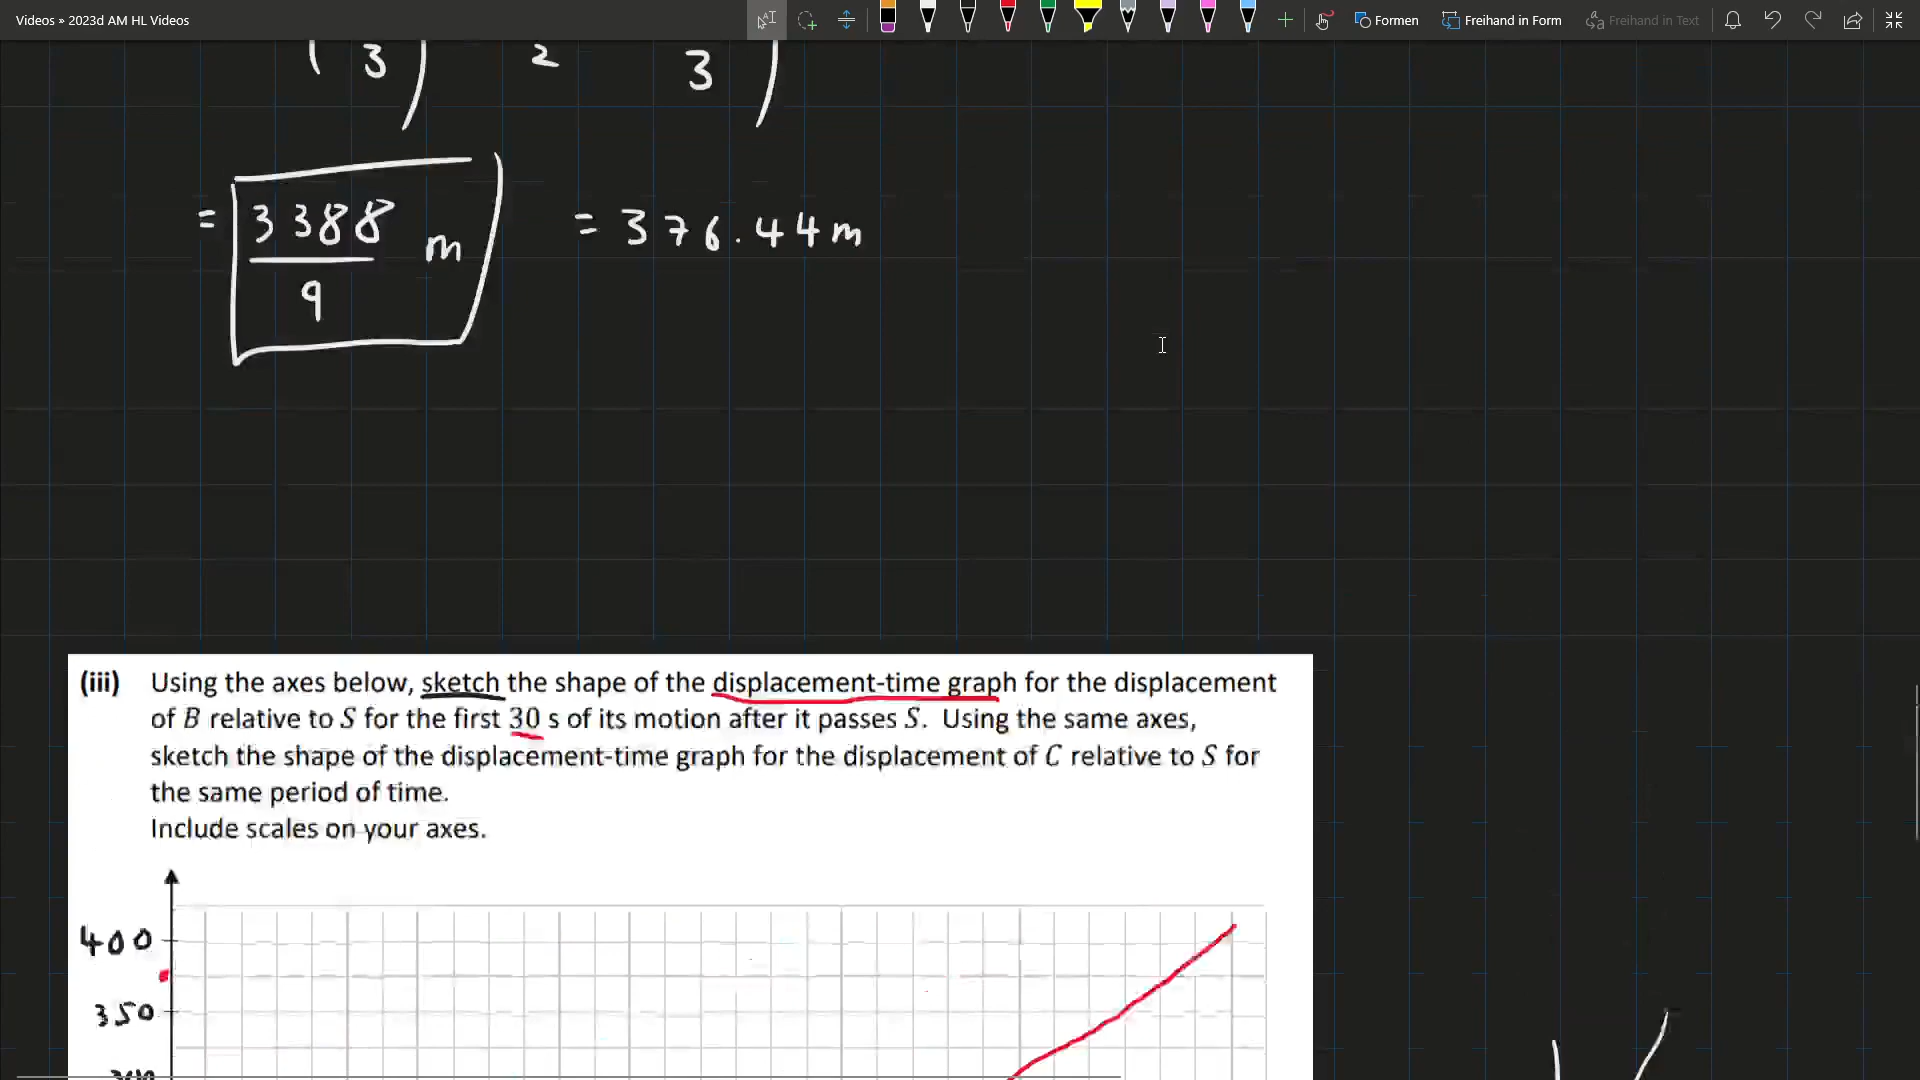 Videos » 2023d AM HL Videos
Formen
Freihand in Form
Freihand in Text
( 3 ) 2 3 )
= 3388 m = 376.44 m
9
(iii) Using the axes below, sketch the shape of the displacement-time graph for the displacement
of B relative to S for the first 30 s of its motion after it passes S. Using the same axes,
sketch the shape of the displacement-time graph for the displacement of C relative to S for
the same period of time.
Include scales on your axes.
400
350